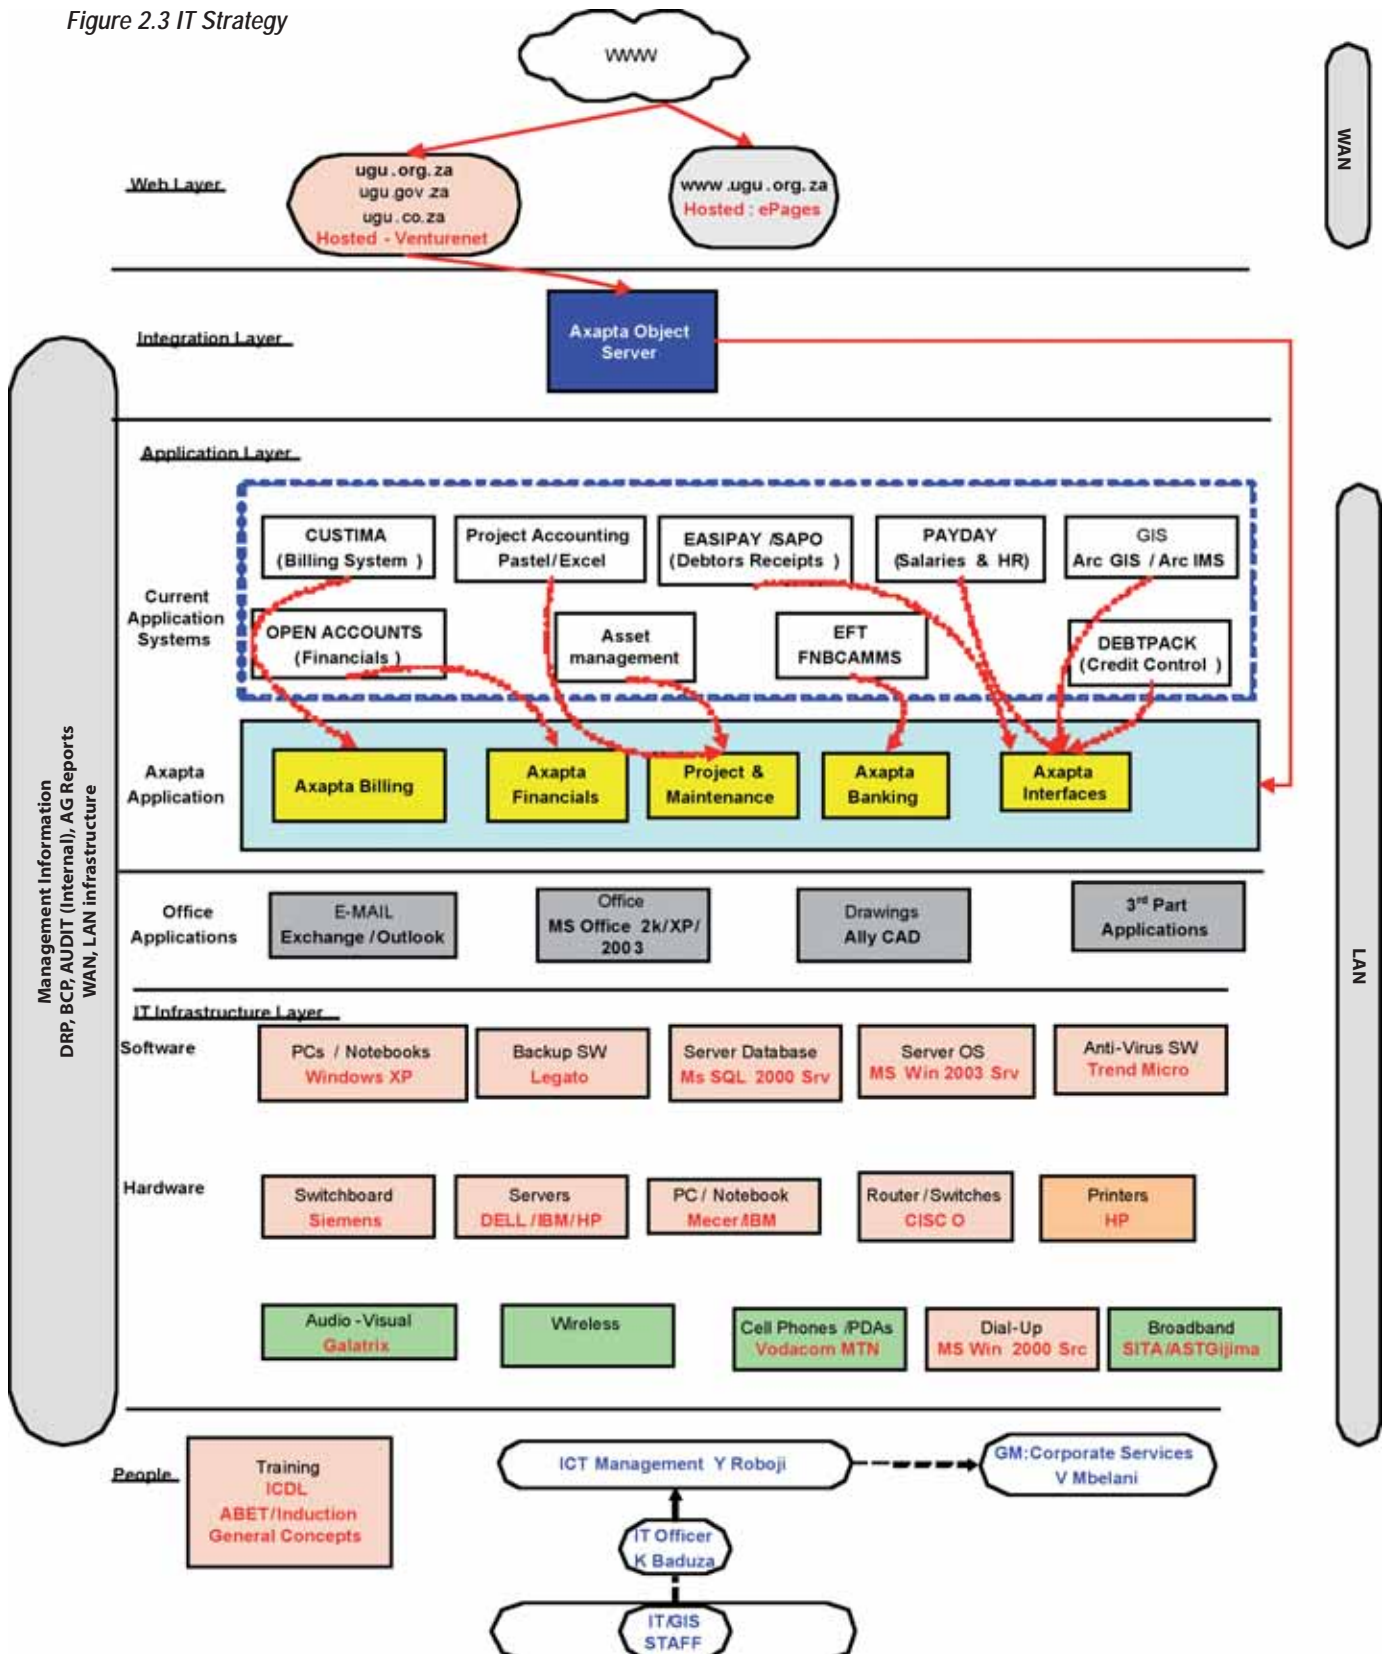 Figure 2.3 IT Strategy
WWW
WAN
Web Layer
ugu.org.za
ugu.gov.za
ugu.co.za
Hosted - Venturenet
www.ugu.org.za
Hosted : ePages
Integration Layer
Axapta Object
Server
Application Layer
Current
Application
Systems
CUSTIMA
(Billing System )
Project Accounting
Pastel/Excel
EASIPAY /SAPO
(Debtors Receipts )
PAYDAY
(Salaries & HR)
GIS
Arc GIS / Arc IMS
OPEN ACCOUNTS
(Financials )
Asset
management
EFT
FNBCAMMS
DEBTPACK
(Credit Control )
Axapta
Application
Axapta Billing
Axapta
Financials
Project &
Maintenance
Axapta
Banking
Axapta
Interfaces
Management Information
DRP, BCP, AUDIT (Internal), AG Reports
WAN, LAN infrastructure
LAN
Office
Applications
E-MAIL
Exchange / Outlook
Office
MS Office 2k/XP/
2003
Drawings
Ally CAD
3rd Part
Applications
IT Infrastructure Layer
Software
PCs / Notebooks
Windows XP
Backup SW
Legato
Server Database
Ms SQL 2000 Srv
Server OS
MS Win 2003 Srv
Anti-Virus SW
Trend Micro
Hardware
Switchboard
Siemens
Servers
DELL /IBM/HP
PC / Notebook
Mecer/IBM
Router/Switches
CISC O
Printers
HP
Audio -Visual
Galatrix
Wireless
Cell Phones /PDAs
Vodacom MTN
Dial-Up
MS Win 2000 Src
Broadband
SITA/ASTGijima
People
Training
ICDL
ABET/Induction
General Concepts
ICT Management Y Roboji
GM:Corporate Services
V Mbelani
IT Officer
K Baduza
IT/GIS
STAFF